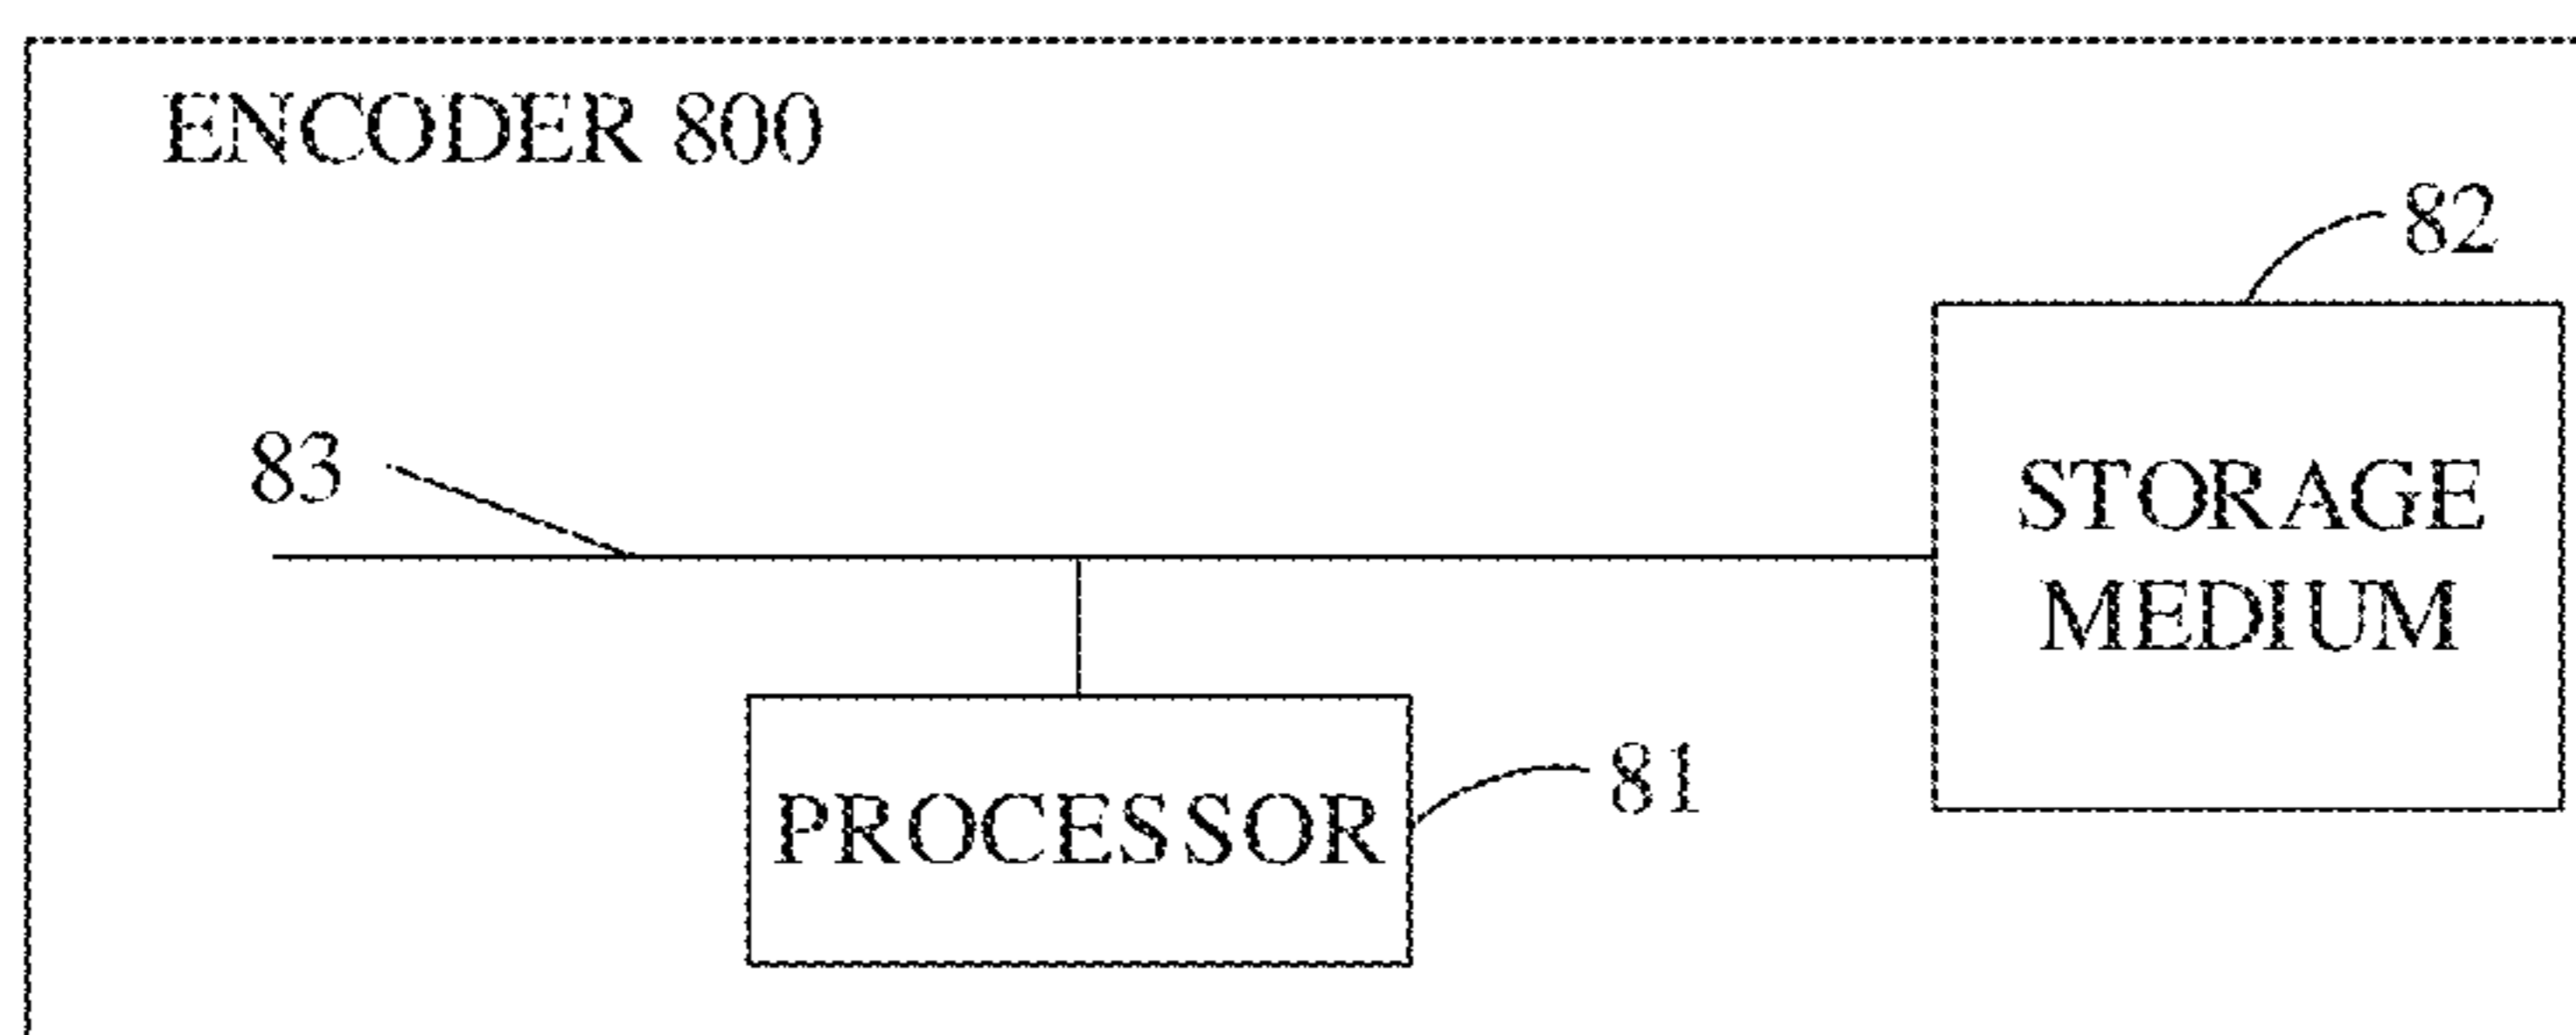 ENCODER 800
82
83
STORAGE
MEDIUM
81
PROCESSOR